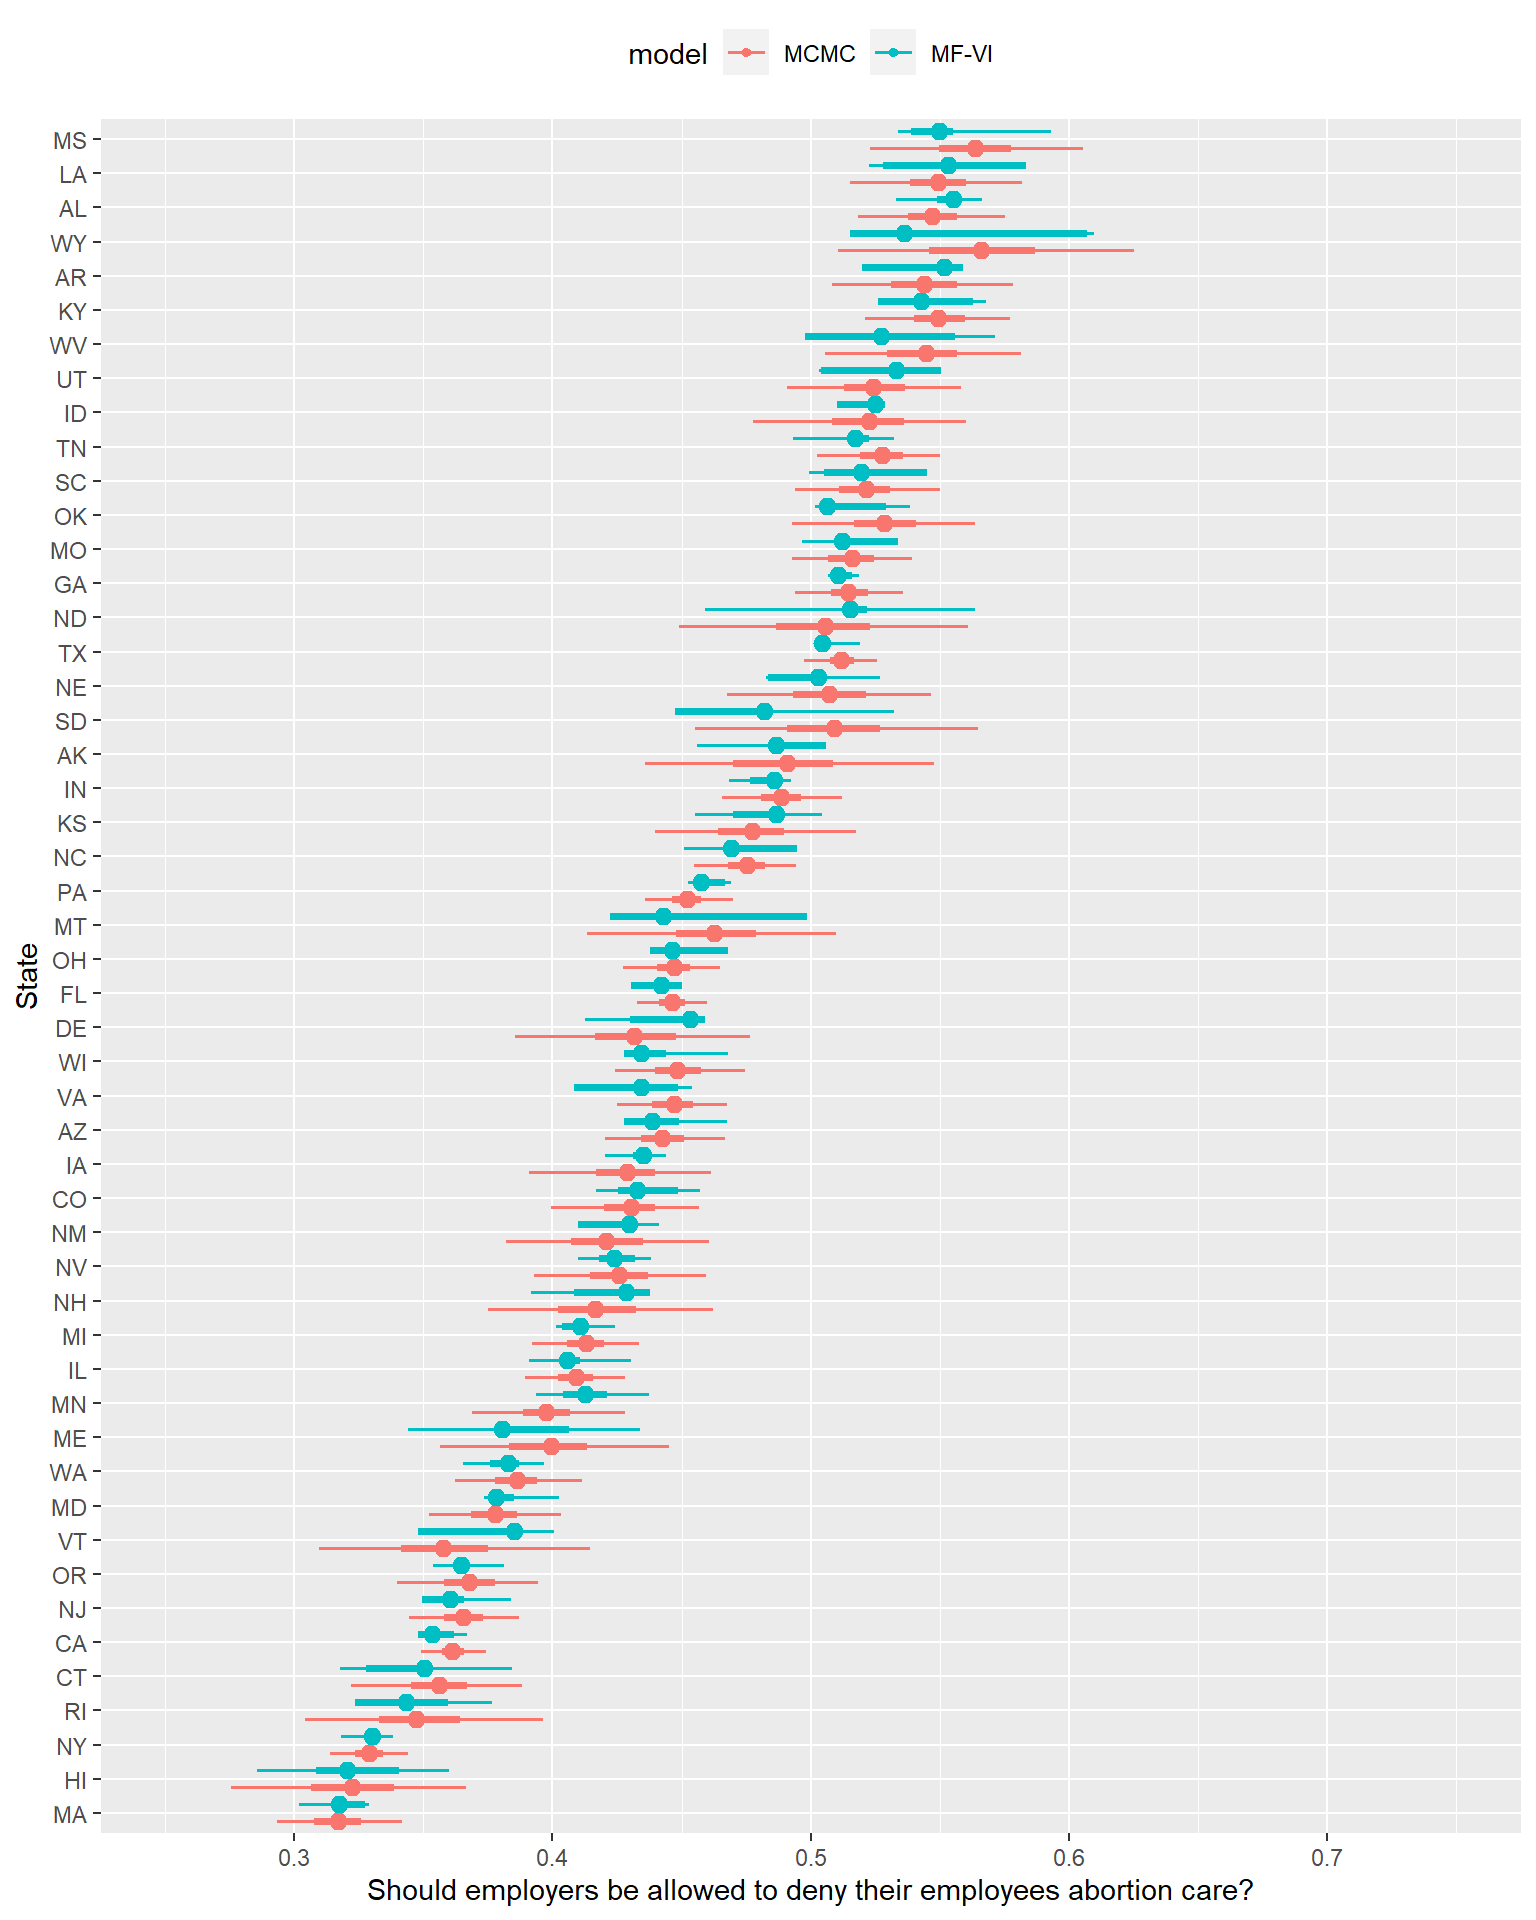 model MCMC MF-VI
MS
LA
AL
WY
AR
KY
WV
UT
ID
TN
SC
OK
MO
GA
ND
TX
NE
SD
AK
IN
KS
NC
PA
MT
OH
FL
DE
WI
VA
AZ
IA
CO
NM
NV
NH
MI
IL
MN
ME
WA
MD
VT
OR
NJ
CA
CT
RI
NY
HI
MA
State
0.3 0.4 0.5 0.6 0.7
Should employers be allowed to deny their employees abortion care?